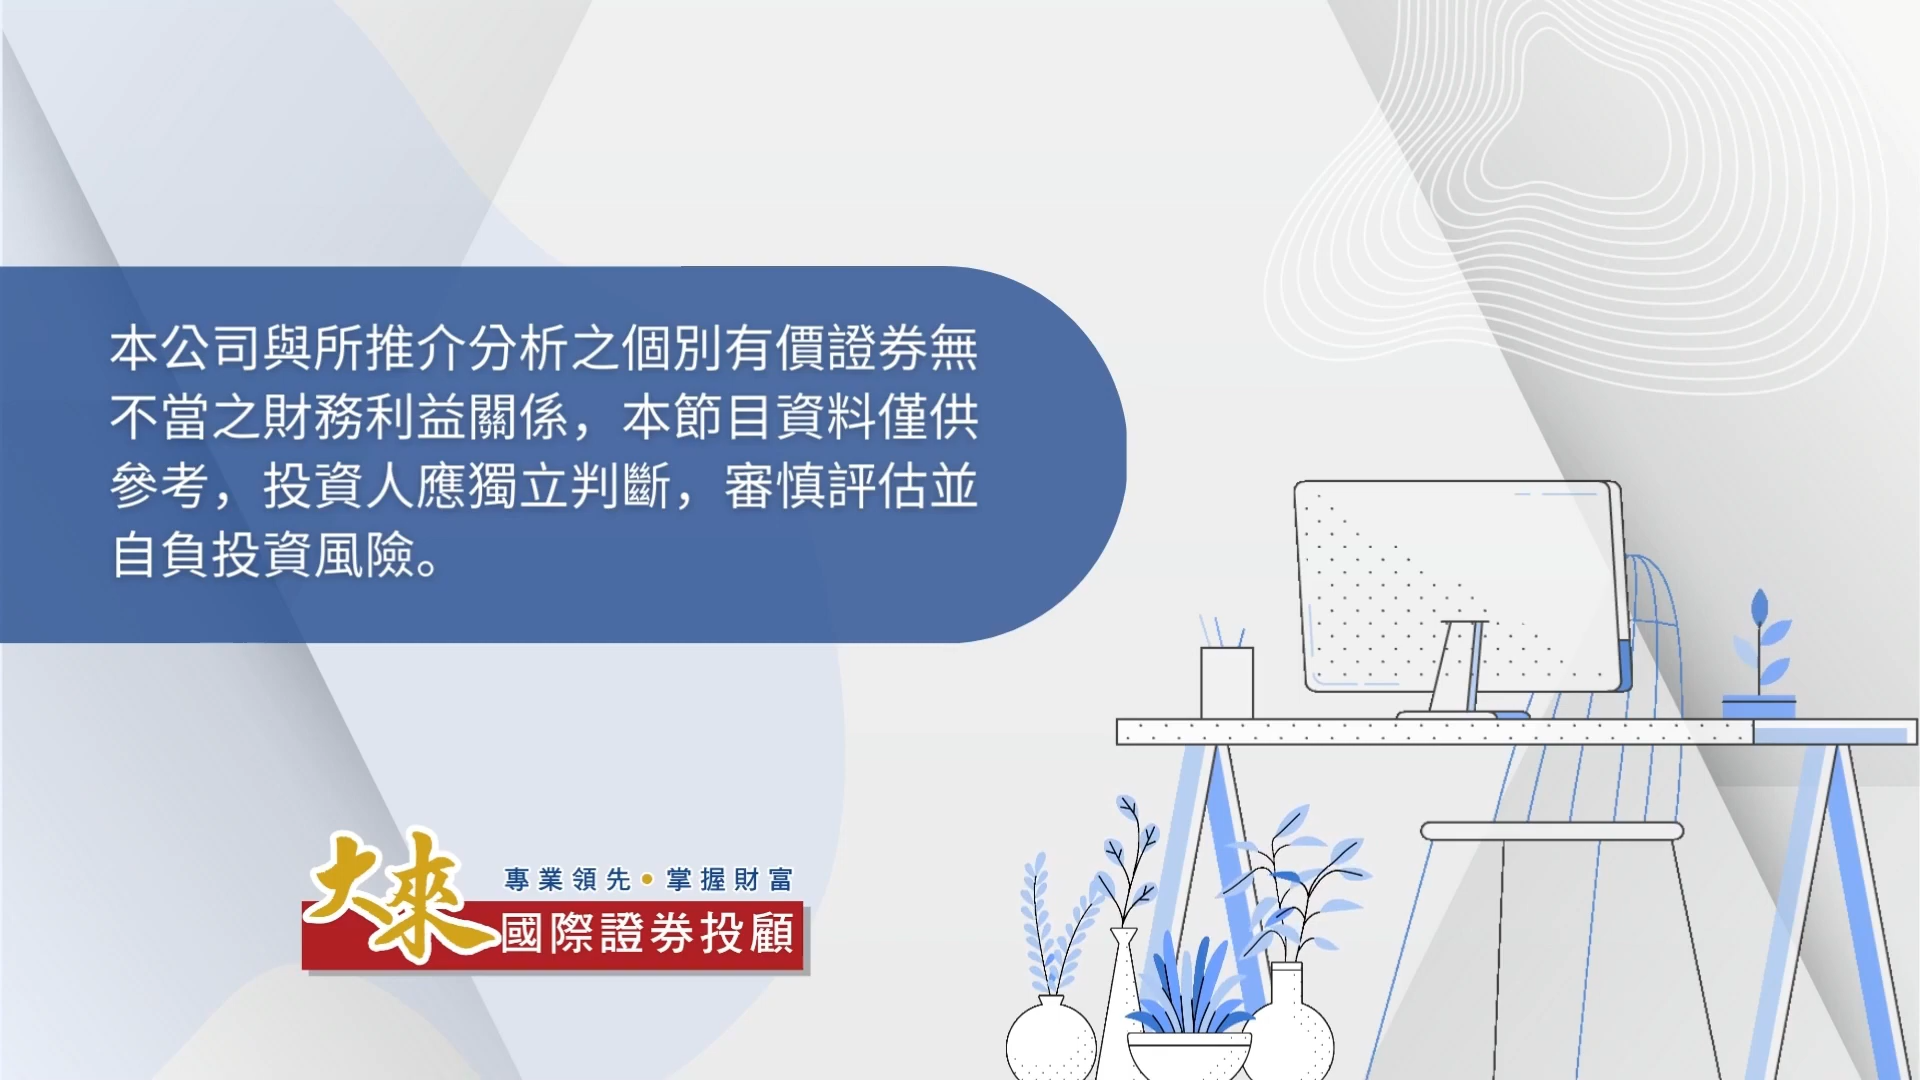 本公司與所推介分析之個別有價證券無
不當之財務利益關係，本節目資料僅供
參考，投資人應獨立判斷，審慎評估並
自負投資風險。
專業領先•掌握財富
大來國際證券投顧